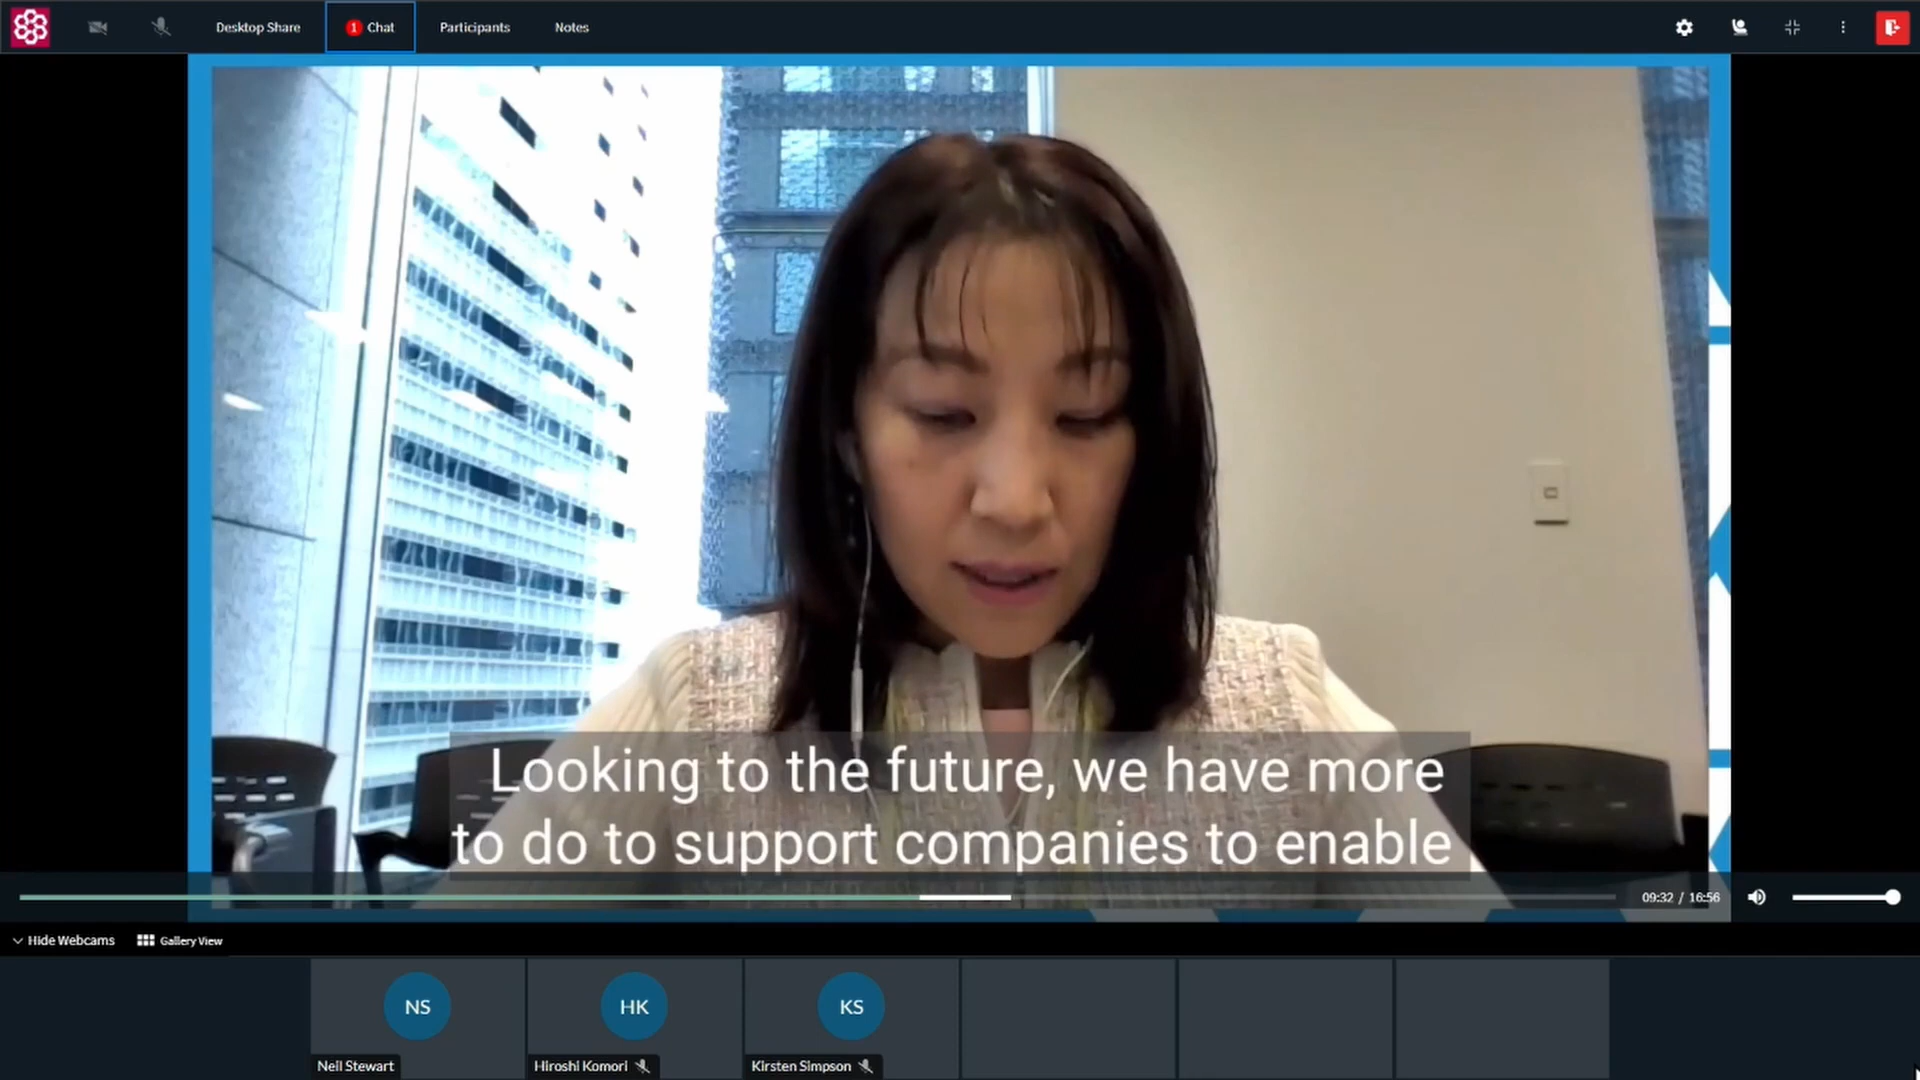 Desktop Share
1 Chat
Participants
Notes
Looking to the future, we have more
to do to support companies to enable
09:32 / 16:56
Hide Webcams
Gallery View
NS
HK
KS
Neil Stewart
Hiroshi Komori
Kirsten Simpson